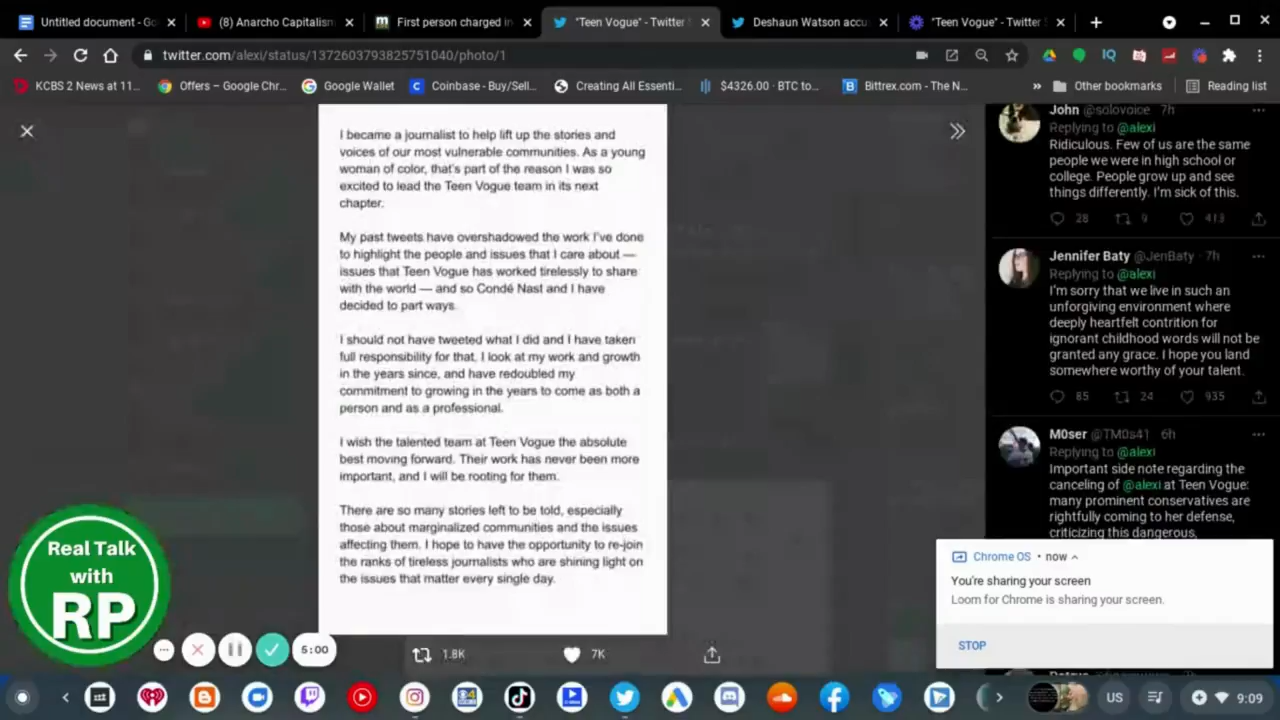 Untitled document - Go
(8) Anarcho Capitalism
First person charged in
"Teen Vogue" - Twitter
Deshaun Watson accu
"Teen Vogue" - Twitter S
twitter.com/alexi/status/1372603793825751040/photo/1
KCBS 2 News at 11...
Offers – Google Chr...
Google Wallet
Coinbase - Buy/Sell...
Creating All Essenti...
$4326.00 · BTC to...
Bittrex.com - The N...
Other bookmarks
Reading list
I became a journalist to help lift up the stories and
voices of our most vulnerable communities. As a young
woman of color, that's part of the reason I was so
excited to lead the Teen Vogue team in its next
chapter.
My past tweets have overshadowed the work I've done
to highlight the people and issues that I care about —
issues that Teen Vogue has worked tirelessly to share
with the world — and so Condé Nast and I have
decided to part ways.
I should not have tweeted what I did and I have taken
full responsibility for that. I look at my work and growth
in the years since, and have redoubled my
commitment to growing in the years to come as both a
person and as a professional.
I wish the talented team at Teen Vogue the absolute
best moving forward. Their work has never been more
important, and I will be rooting for them.
There are so many stories left to be told, especially
those about marginalized communities and the issues
affecting them. I hope to have the opportunity to re-join
the ranks of tireless journalists who are shining light on
the issues that matter every single day.
1.8K
7K
John @solovoice 7h
Replying to @alexi
Ridiculous. Few of us are the
same people we were in high school or
college. People grow up and see
things differently. I'm sick of this.
28
9
413
Jennifer Baty @JenBaty · 7h
Replying to @alexi
I'm sorry that we live in such an
unforgiving environment where
deeply heartfelt contrition for
ignorant childhood words will not be
granted any grace. I hope you land
somewhere worthy of your talent.
85
24
935
M0ser @TM0s41 6h
Replying to @alexi
Important side note regarding the
canceling of @alexi at Teen Vogue:
many prominent conservatives are
rightfully coming to her defense,
criticizing this dangerous,
Chrome OS · now
You're sharing your screen
Loom for Chrome is sharing your screen.
STOP
Real Talk
with
RP
5:00
US
9:09